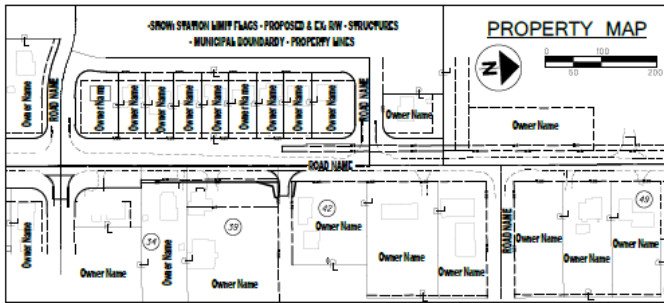 -SHOW: STATION LIMIT FLAGS - PROPOSED & EX. R/W - STRUCTURES
- MUNICIPAL BOUNDARDY - PROPERTY LINES
PROPERTY MAP
N
0 100
50 200
Owner Name
ROAD NAME
Owner Name
Owner Name
Owner Name
Owner Name
Owner Name
Owner Name
Owner Name
Owner Name
ROAD NAME
Owner Name
Owner Name
ROAD NAME
Owner Name
Owner Name
34
Owner Name
39
Owner Name
42
Owner Name
Owner Name
Owner Name
ROAD NAME
Owner Name
Owner Name
49
Owner Name